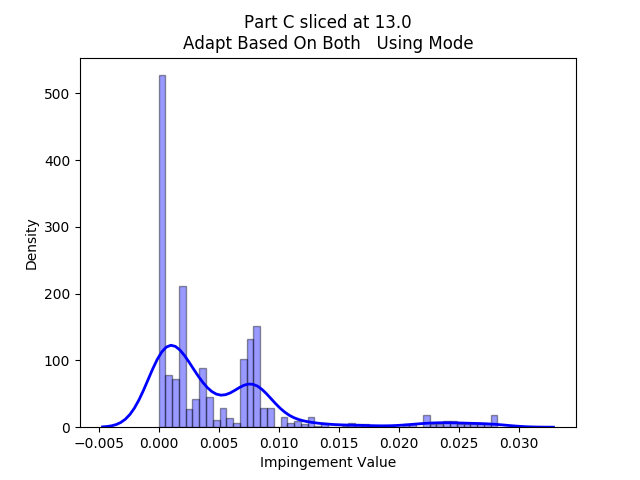 Part C sliced at 13.0
Adapt Based On Both   Using Mode
Density
500
400
300
200
100
0
−0.005 0.000 0.005 0.010 0.015 0.020 0.025 0.030
Impingement Value